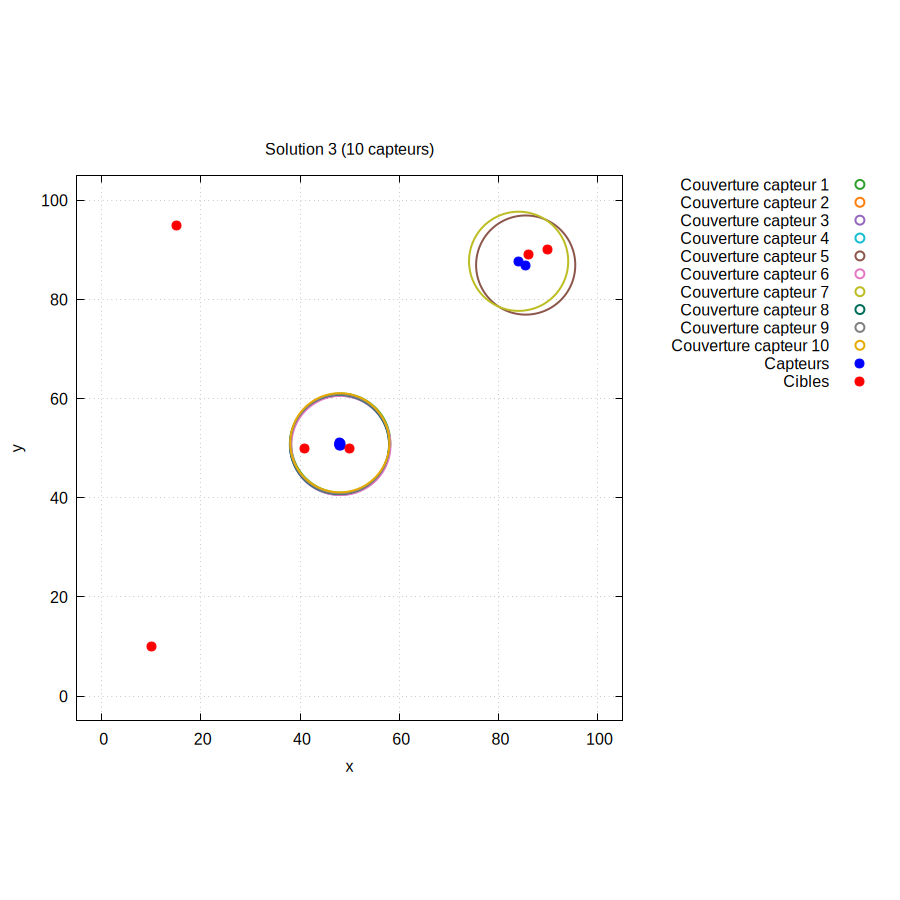 Solution 3 (10 capteurs)
100
80
60
40
20
0
y
0 20 40 60 80 100
x
Couverture capteur 1
Couverture capteur 2
Couverture capteur 3
Couverture capteur 4
Couverture capteur 5
Couverture capteur 6
Couverture capteur 7
Couverture capteur 8
Couverture capteur 9
Couverture capteur 10
Capteurs
Cibles